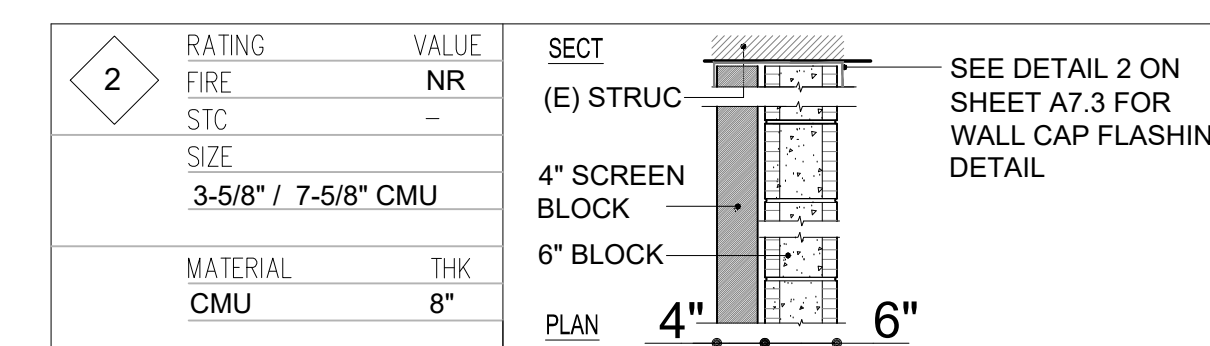 2
RATING VALUE
FIRE NR
STC –
SIZE
3-5/8" / 7-5/8" CMU
MATERIAL THK
CMU 8"
SECT
(E) STRUC
4" SCREEN
BLOCK
6" BLOCK
PLAN 4" 6"
SEE DETAIL 2 ON
SHEET A7.3 FOR
WALL CAP FLASHIN
DETAIL